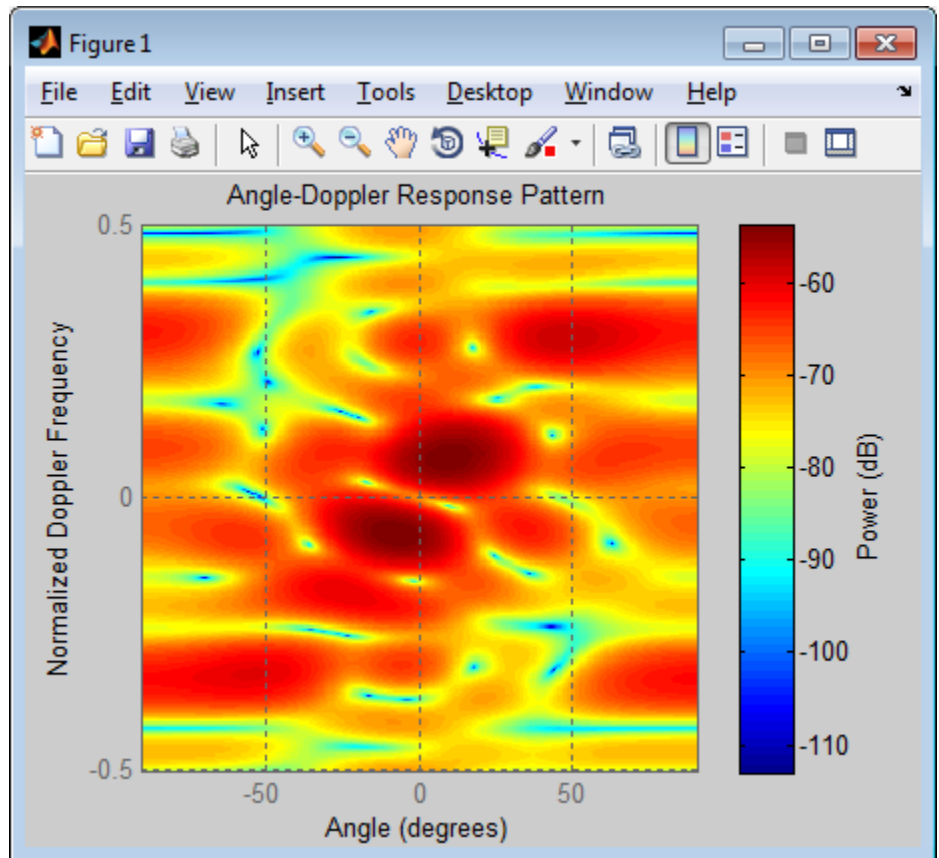 Figure 1
File Edit View Insert Tools Desktop Window Help
Angle-Doppler Response Pattern
0.5
0
-0.5
Normalized Doppler Frequency
-50 0 50
Angle (degrees)
-60
-70
-80
-90
-100
-110
Power (dB)